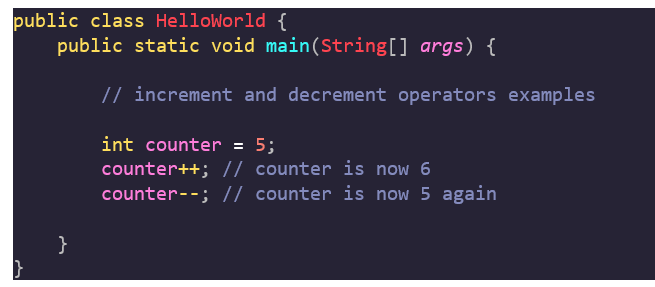 public class HelloWorld {
    public static void main(String[] args) {

        // increment and decrement operators examples

        int counter = 5;
        counter++; // counter is now 6
        counter--; // counter is now 5 again

    }
}